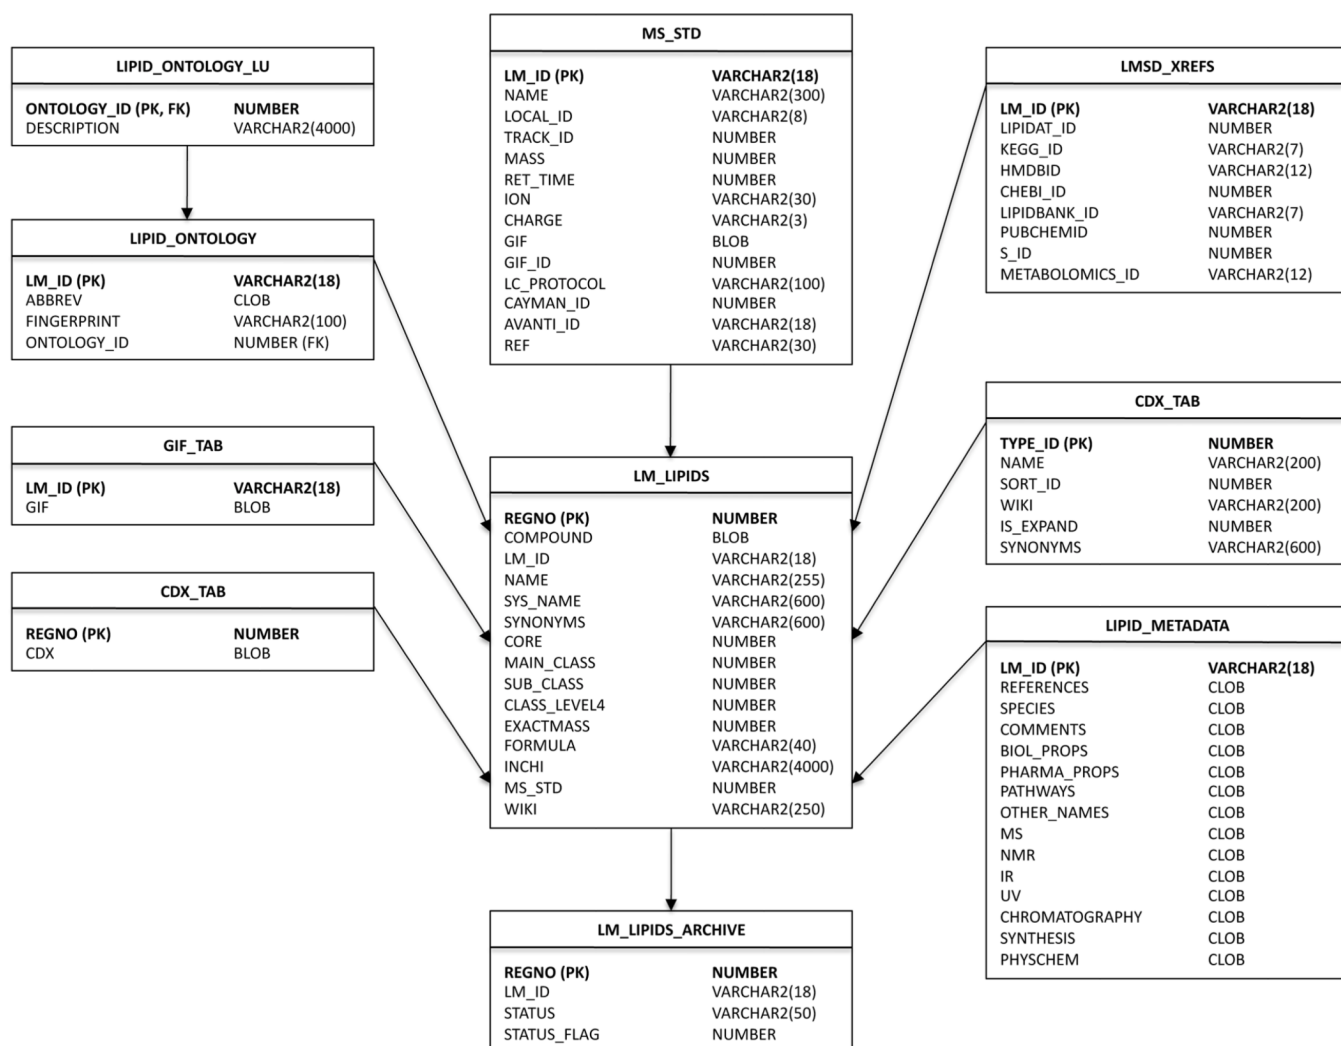 LIPID_ONTOLOGY_LU
ONTOLOGY_ID (PK, FK) NUMBER
DESCRIPTION VARCHAR2(4000)
LIPID_ONTOLOGY
LM_ID (PK) VARCHAR2(18)
ABBREV CLOB
FINGERPRINT VARCHAR2(100)
ONTOLOGY_ID NUMBER (FK)
GIF_TAB
LM_ID (PK) VARCHAR2(18)
GIF BLOB
CDX_TAB
REGNO (PK) NUMBER
CDX BLOB
MS_STD
LM_ID (PK) VARCHAR2(18)
NAME VARCHAR2(300)
LOCAL_ID VARCHAR2(8)
TRACK_ID NUMBER
MASS NUMBER
RET_TIME NUMBER
ION VARCHAR2(30)
CHARGE VARCHAR2(3)
GIF BLOB
GIF_ID NUMBER
LC_PROTOCOL VARCHAR2(100)
CAYMAN_ID NUMBER
AVANTI_ID VARCHAR2(18)
REF VARCHAR2(30)
LM_LIPIDS
REGNO (PK) NUMBER
COMPOUND BLOB
LM_ID VARCHAR2(18)
NAME VARCHAR2(255)
SYS_NAME VARCHAR2(600)
SYNONYMS VARCHAR2(600)
CORE NUMBER
MAIN_CLASS NUMBER
SUB_CLASS NUMBER
CLASS_LEVEL4 NUMBER
EXACTMASS NUMBER
FORMULA VARCHAR2(40)
INCHI VARCHAR2(4000)
MS_STD NUMBER
WIKI VARCHAR2(250)
LM_LIPIDS_ARCHIVE
REGNO (PK) NUMBER
LM_ID VARCHAR2(18)
STATUS VARCHAR2(50)
STATUS_FLAG NUMBER
LMSD_XREFS
LM_ID (PK) VARCHAR2(18)
LIPIDAT_ID NUMBER
KEGG_ID VARCHAR2(7)
HMDBID VARCHAR2(12)
CHEBI_ID NUMBER
LIPIDBANK_ID VARCHAR2(7)
PUBCHEMID NUMBER
S_ID NUMBER
METABOLOMICS_ID VARCHAR2(12)
CDX_TAB
TYPE_ID (PK) NUMBER
NAME VARCHAR2(200)
SORT_ID NUMBER
WIKI VARCHAR2(200)
IS_EXPAND NUMBER
SYNONYMS VARCHAR2(600)
LIPID_METADATA
LM_ID (PK) VARCHAR2(18)
REFERENCES CLOB
SPECIES CLOB
COMMENTS CLOB
BIOL_PROPS CLOB
PHARMA_PROPS CLOB
PATHWAYS CLOB
OTHER_NAMES CLOB
MS CLOB
NMR CLOB
IR CLOB
UV CLOB
CHROMATOGRAPHY CLOB
SYNTHESIS CLOB
PHYSCHEM CLOB